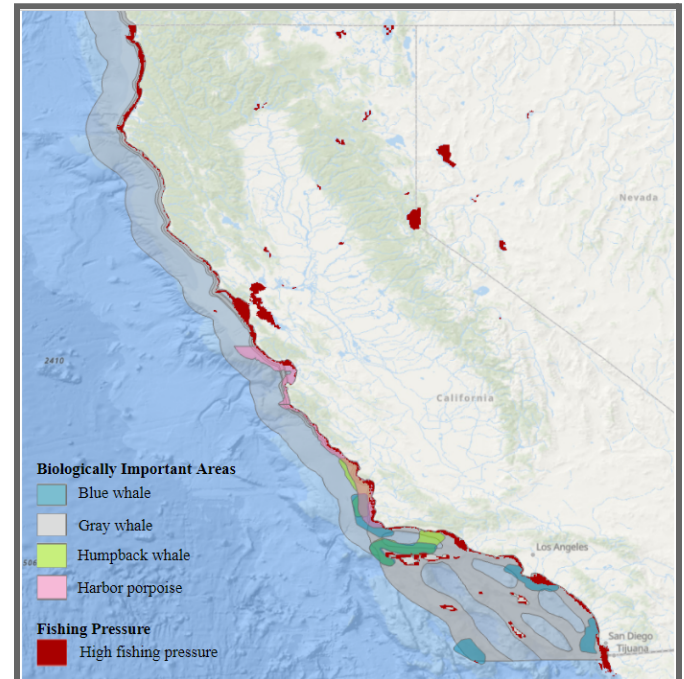 Nevada
2410
California
Biologically Important Areas
Blue whale
Gray whale
Humpback whale
Harbor porpoise
Los Angeles
Fishing Pressure
High fishing pressure
San Diego
Tijuana